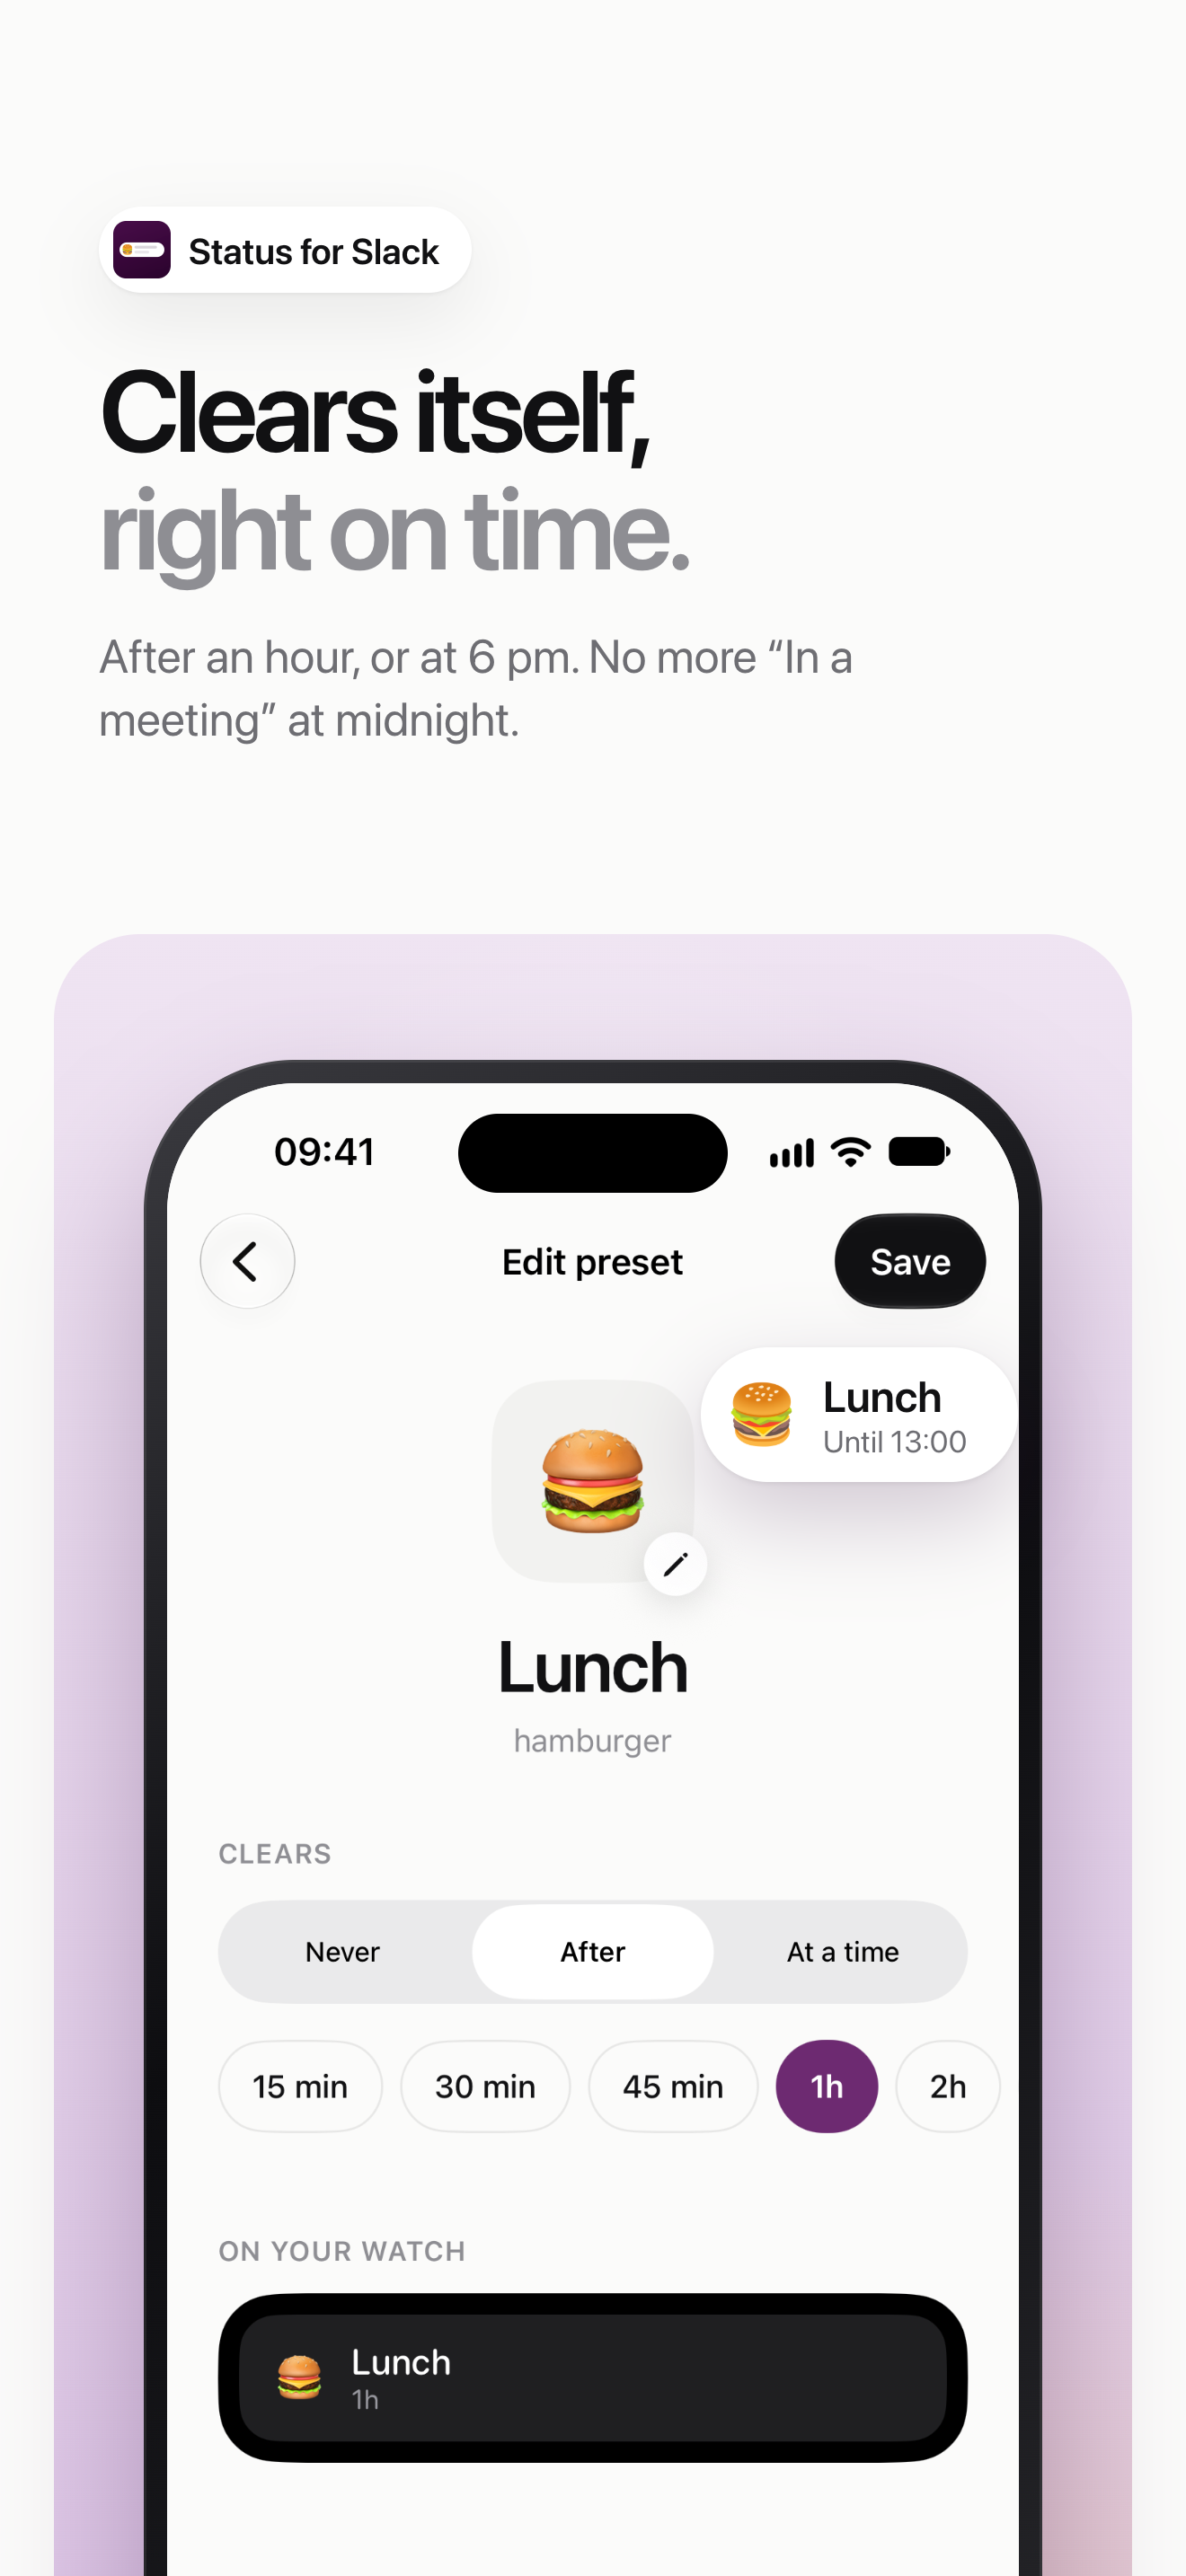 Status for Slack
Clears itself,
right on time.
After an hour, or at 6 pm. No more “In a
meeting” at midnight.
09:41
Edit preset
Save
Lunch
Until 13:00
Lunch
hamburger
CLEARS
Never
After
At a time
15 min
30 min
45 min
1h
2h
ON YOUR WATCH
Lunch
1h